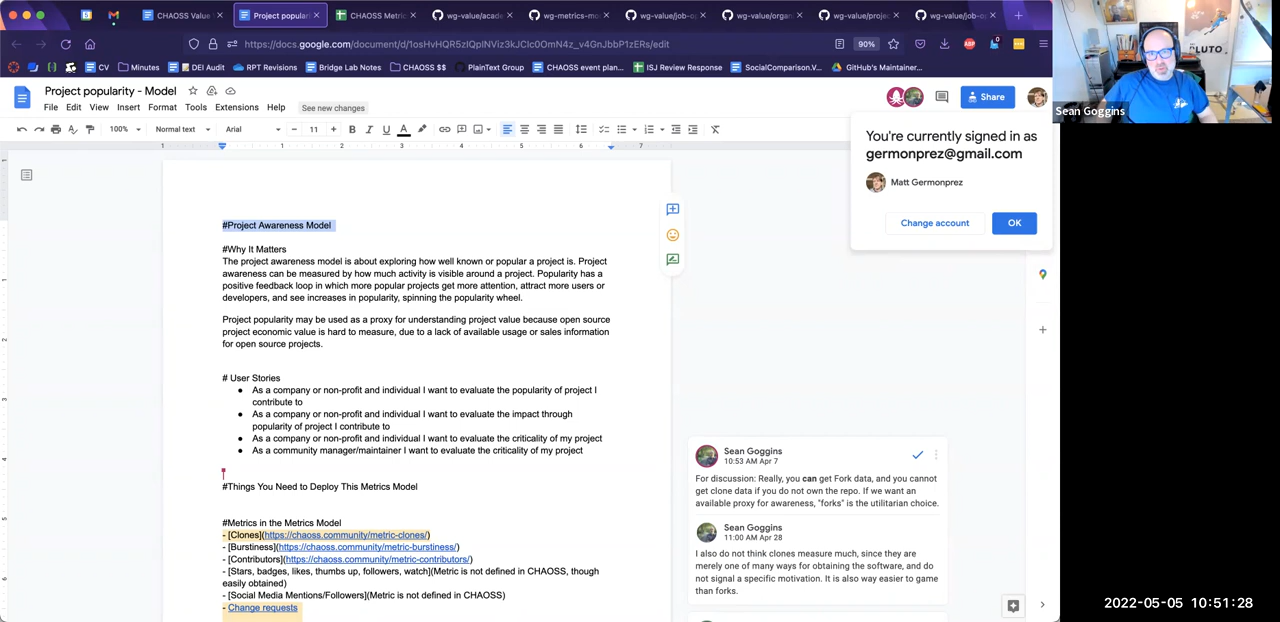 CHAOSS Value
Project popular
CHAOSS Metric
wg-value/acade
wg-metrics-mo
wg-value/job-op
wg-value/organ
wg-value/proje
wg-value/job-o
https://docs.google.com/document/d/1osHvHQR5zIQpINViz3kJCIc0OmN4z_v4GnJbbP1zERs/edit
90%
CV
Minutes
DEI Audit
RPT Revisions
Bridge Lab Notes
CHAOSS $$
PlainText Group
CHAOSS event plan...
ISJ Review Response
SocialComparison.V...
GitHub's Maintainer...
Project popularity - Model
File Edit View Insert Format Tools Extensions Help
See new changes
Share
100%
Normal text
Arial
11
You're currently signed in as
germonprez@gmail.com
Matt Germonprez
Change account
OK
#Project Awareness Model
#Why It Matters
The project awareness model is about exploring how well known or popular a project is. Project
awareness can be measured by how much activity is visible around a project. Popularity has a
positive feedback loop in which more popular projects get more attention, attract more users or
developers, and see increases in popularity, spinning the popularity wheel.
Project popularity may be used as a proxy for understanding project value because open source
project economic value is hard to measure, due to a lack of available usage or sales information
for open source projects.
# User Stories
● As a company or non-profit and individual I want to evaluate the popularity of project I
contribute to
● As a company or non-profit and individual I want to evaluate the impact through
popularity of project I contribute to
● As a company or non-profit and individual I want to evaluate the criticality of my project
● As a community manager/maintainer I want to evaluate the criticality of my project
#Things You Need to Deploy This Metrics Model
#Metrics in the Metrics Model
- [Clones](https://chaoss.community/metric-clones/)
- [Burstiness](https://chaoss.community/metric-burstiness/)
- [Contributors](https://chaoss.community/metric-contributors/)
- [Stars, badges, likes, thumbs up, followers, watch](Metric is not defined in CHAOSS, though
easily obtained)
- [Social Media Mentions/Followers](Metric is not defined in CHAOSS)
- Change requests
Sean Goggins
10:53 AM Apr 7
For discussion: Really, you can get Fork data, and you cannot
get clone data if you do not own the repo. If we want an
available proxy for awareness, "forks" is the utilitarian choice.
Sean Goggins
11:00 AM Apr 28
I also do not think clones measure much, since they are
merely one of many ways for obtaining the software, and do
not signal a specific motivation. It is also way easier to game
than forks.
PLUTO
Sean Goggins
2022-05-05 10:51:28